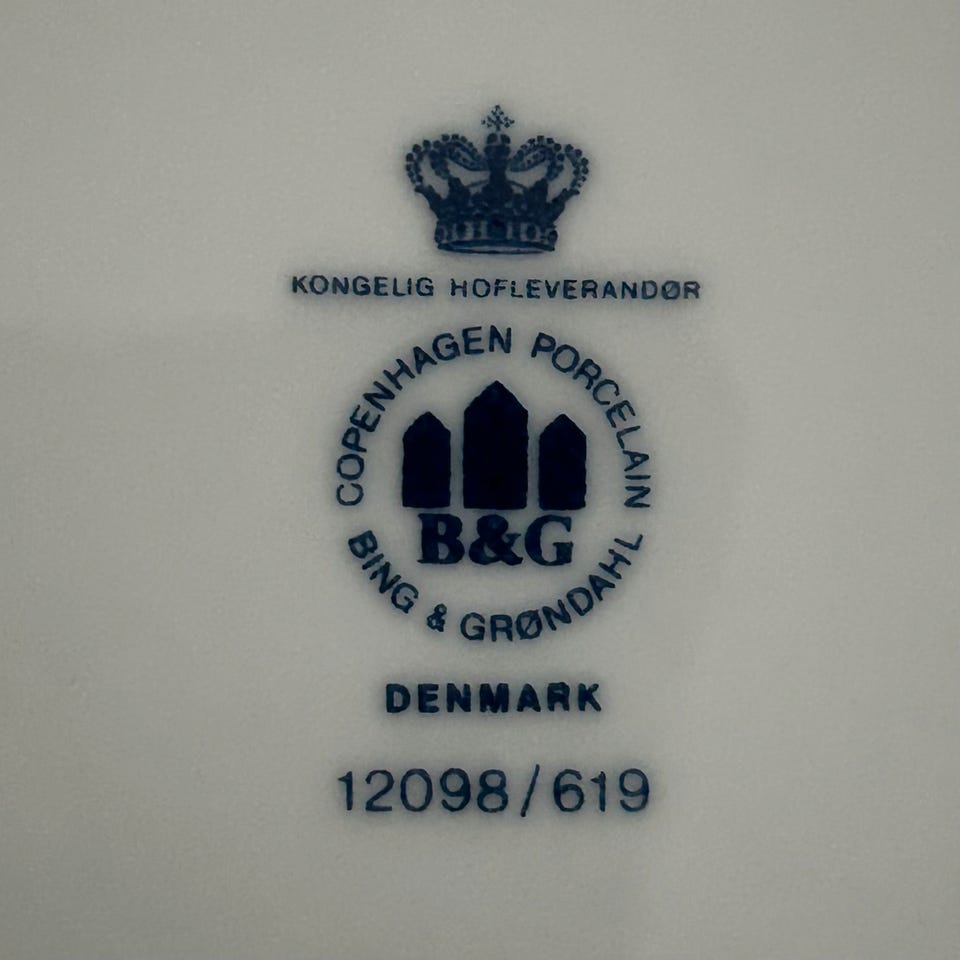 KONGELIG HOFLEVERANDØR
COPENHAGEN PORCELAIN
B&G
BING & GRØNDAHL
DENMARK
12098/619